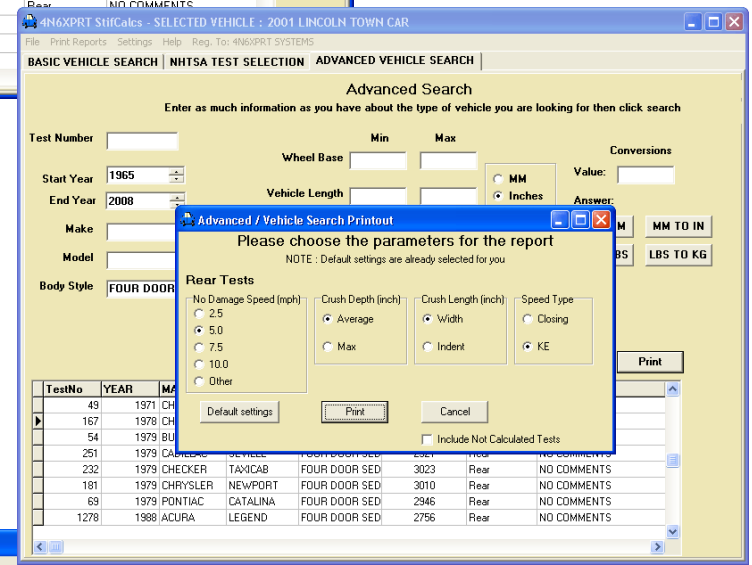 Rear NO COMMENTS
4N6XPRT StifCalcs - SELECTED VEHICLE : 2001 LINCOLN TOWN CAR
File Print Reports Settings Help Reg. To: 4N6XPRT SYSTEMS
BASIC VEHICLE SEARCH NHTSA TEST SELECTION ADVANCED VEHICLE SEARCH
Advanced Search
Enter as much information as you have about the type of vehicle you are looking for then click search
Test Number
Min Max
Wheel Base
Conversions
Value:
Start Year 1965
MM
Vehicle Length
Inches
Answer:
End Year 2008
Advanced / Vehicle Search Printout
Make
M MM TO IN
Please choose the parameters for the report
NOTE : Default settings are already selected for you
Model
BS LBS TO KG
Rear Tests
Body Style FOUR DOOR
No Damage Speed (mph) Crush Depth (inch) Crush Length (inch) Speed Type
2.5 Average Width Closing
5.0
7.5 Max Indent KE
10.0
Other
Print
Default settings Print Cancel
Include Not Calculated Tests
TestNo YEAR MA
49 1971 CH
167 1978 CH
54 1979 BU
251 1979 CADILLAC SEVILLE FOUR DOOR SED Rear NO COMMENTS
232 1979 CHECKER TAXICAB FOUR DOOR SED 3023 Rear NO COMMENTS
181 1979 CHRYSLER NEWPORT FOUR DOOR SED 3010 Rear NO COMMENTS
69 1979 PONTIAC CATALINA FOUR DOOR SED 2946 Rear NO COMMENTS
1278 1988 ACURA LEGEND FOUR DOOR SED 2756 Rear NO COMMENTS